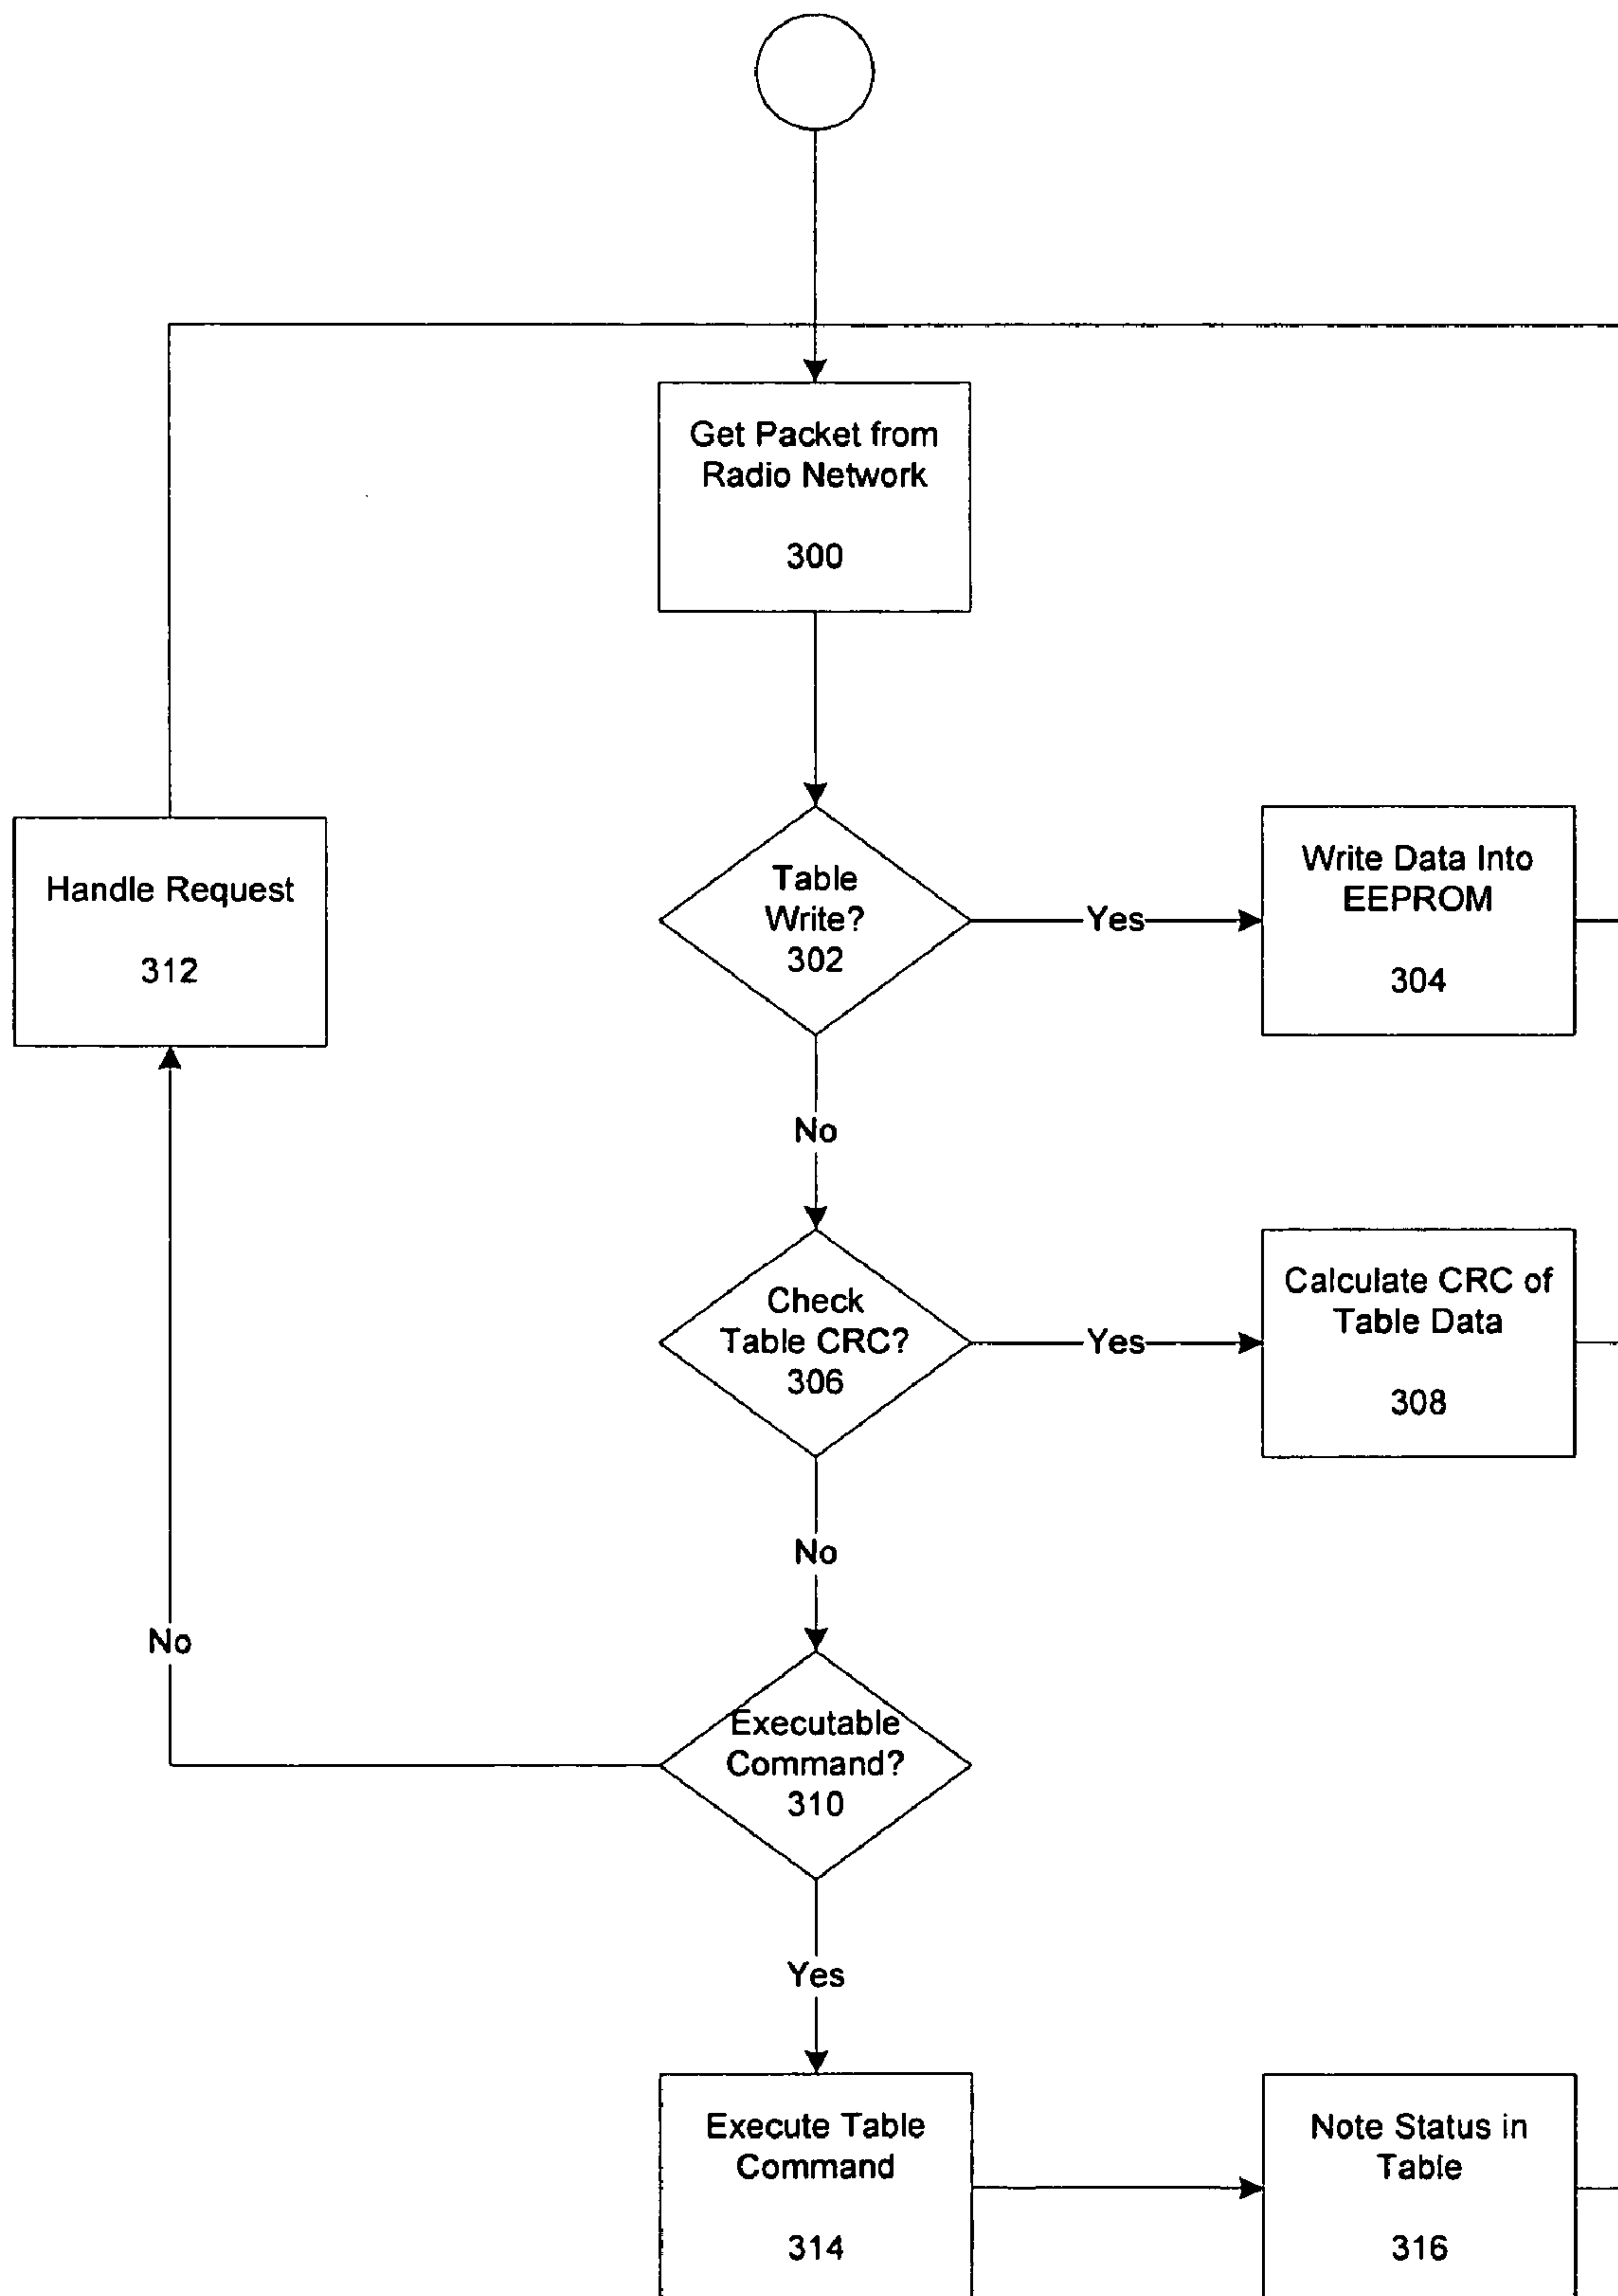 Get Packet from
Radio Network
300
Table
Write?
302
Yes
Write Data Into
EEPROM
304
Handle Request
312
No
Check
Table CRC?
306
Yes
Calculate CRC of
Table Data
308
No
No
Executable
Command?
310
Yes
Execute Table
Command
314
Note Status in
Table
316